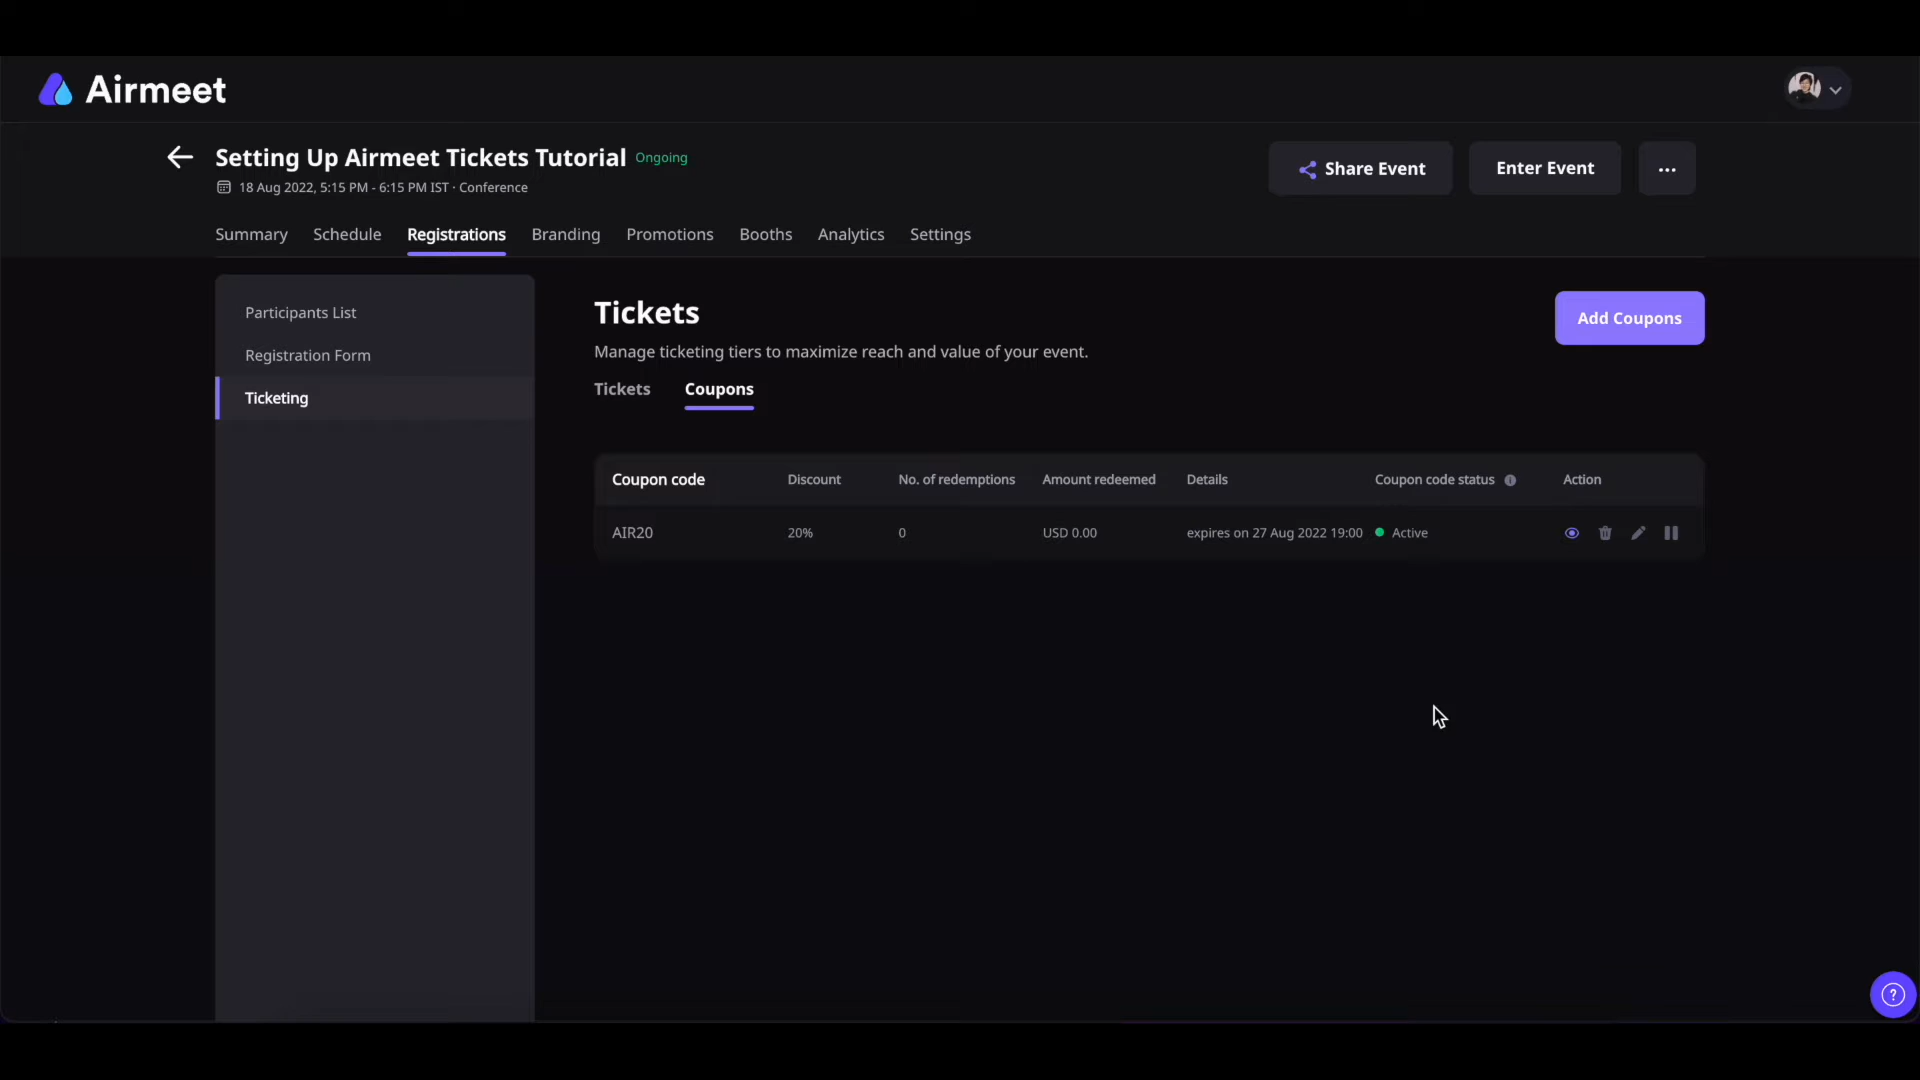 Airmeet
Setting Up Airmeet Tickets Tutorial Ongoing
18 Aug 2022, 5:15 PM - 6:15 PM IST · Conference
Share Event
Enter Event
...
Summary Schedule Registrations Branding Promotions Booths Analytics Settings
Participants List
Registration Form
Ticketing
Tickets
Manage ticketing tiers to maximize reach and value of your event.
Add Coupons
Tickets Coupons
Coupon code Discount No. of redemptions Amount redeemed Details Coupon code status Action
AIR20 20% 0 USD 0.00 expires on 27 Aug 2022 19:00 Active
?